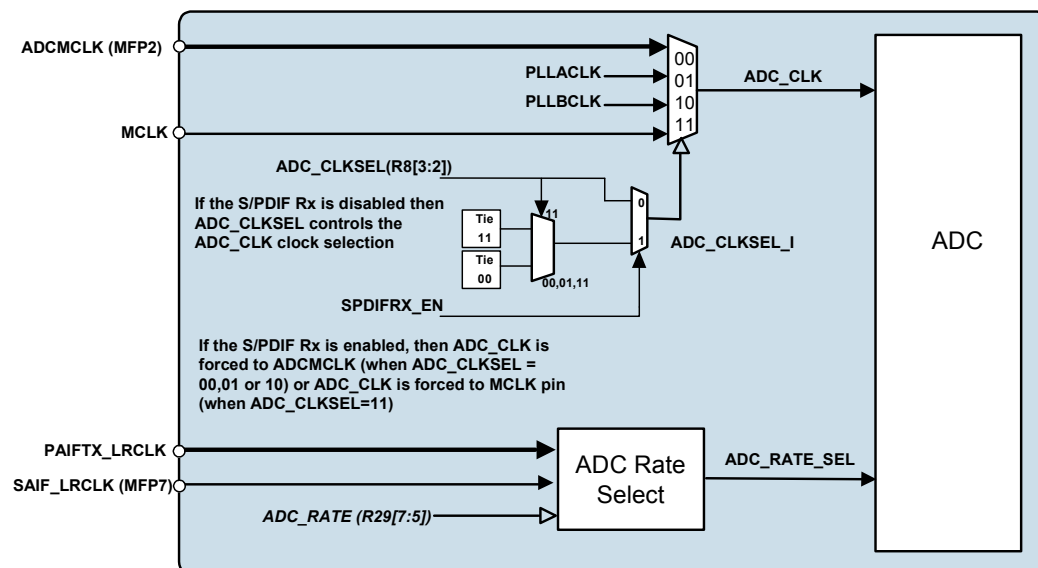 ADCMCLK (MFP2)
PLLACLK
PLLBCLK
MCLK
00
01
10
11
ADC_CLK
ADC_CLKSEL(R8[3:2])
If the S/PDIF Rx is disabled then
ADC_CLKSEL controls the
ADC_CLK clock selection
Tie
11
Tie
00
11
00,01,11
0
1
ADC_CLKSEL_I
SPDIFRX_EN
ADC
If the S/PDIF Rx is enabled, then ADC_CLK is
forced to ADCMCLK (when ADC_CLKSEL =
00,01 or 10) or ADC_CLK is forced to MCLK pin
(when ADC_CLKSEL=11)
PAIFTX_LRCLK
SAIF_LRCLK (MFP7)
ADC_RATE (R29[7:5])
ADC Rate
Select
ADC_RATE_SEL